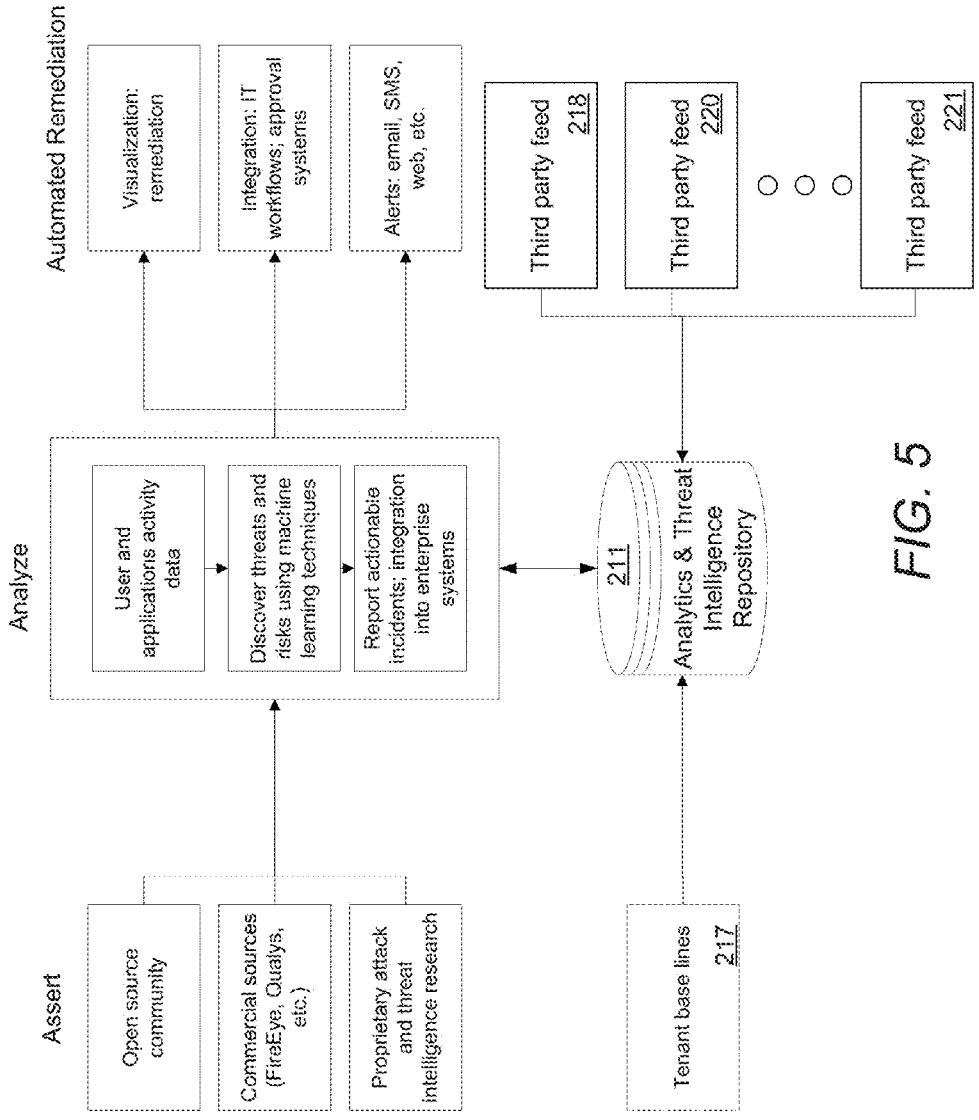 Assert
Open source
community
Commercial sources
(FireEye, Qualys,
etc.)
Proprietary attack
and threat
intelligence research
Analyze
User and
applications activity
data
Discover threats and
risks using machine
learning techniques
Report actionable
incidents; integration
into enterprise
systems
Automated Remediation
Visualization:
remediation
Integration: IT
workflows; approval
systems
Alerts: email, SMS,
web, etc.
Tenant base lines
217
211
Analytics & Threat
Intelligence
Repository
Third party feed
218
Third party feed
220
Third party feed
221
FIG. 5